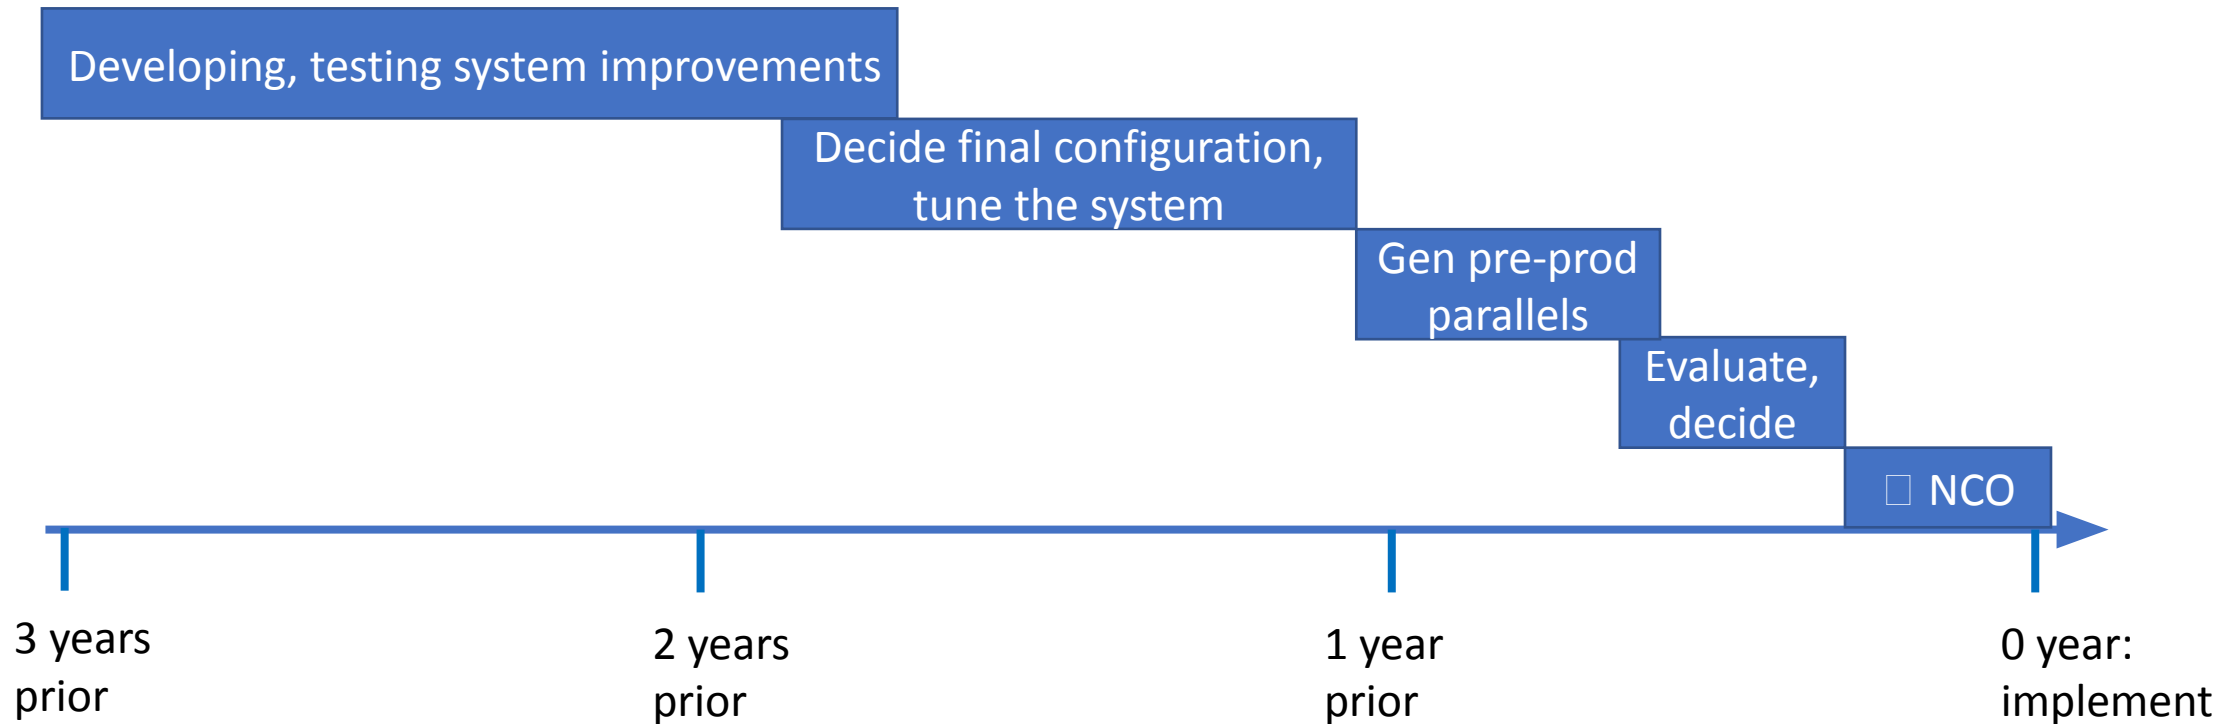 Developing, testing system improvements
Decide final configuration,
tune the system
Gen pre-prod
parallels
Evaluate,
decide
□ NCO
3 years
prior
2 years
prior
1 year
prior
0 year:
implement